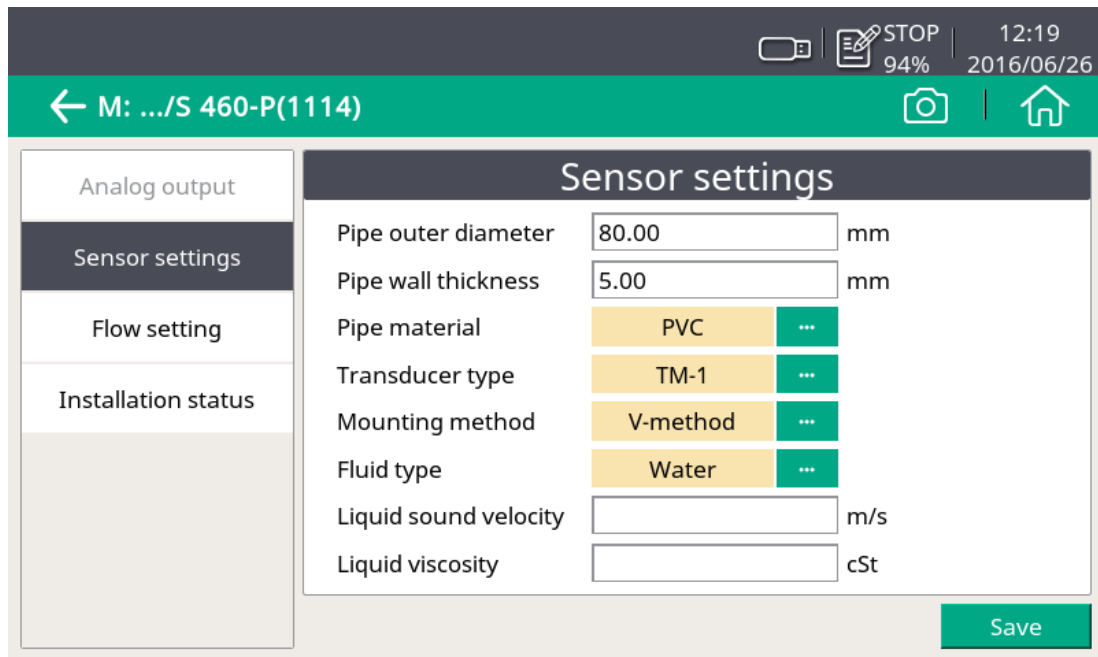 STOP 12:19
94% 2016/06/26
M: .../S 460-P(1114)
Analog output
Sensor settings
Flow setting
Installation status
Sensor settings
Pipe outer diameter 80.00 mm
Pipe wall thickness 5.00 mm
Pipe material PVC ...
Transducer type TM-1 ...
Mounting method V-method ...
Fluid type Water ...
Liquid sound velocity m/s
Liquid viscosity cSt
Save